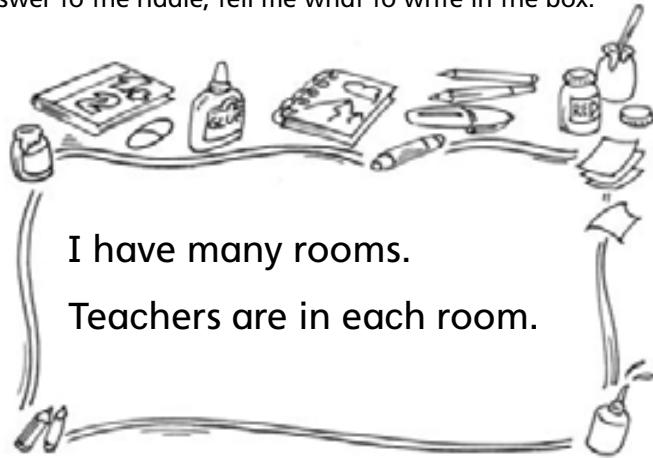 swer to the riddle, tell me what to write in the box.
GLUE
RED
I have many rooms.
Teachers are in each room.